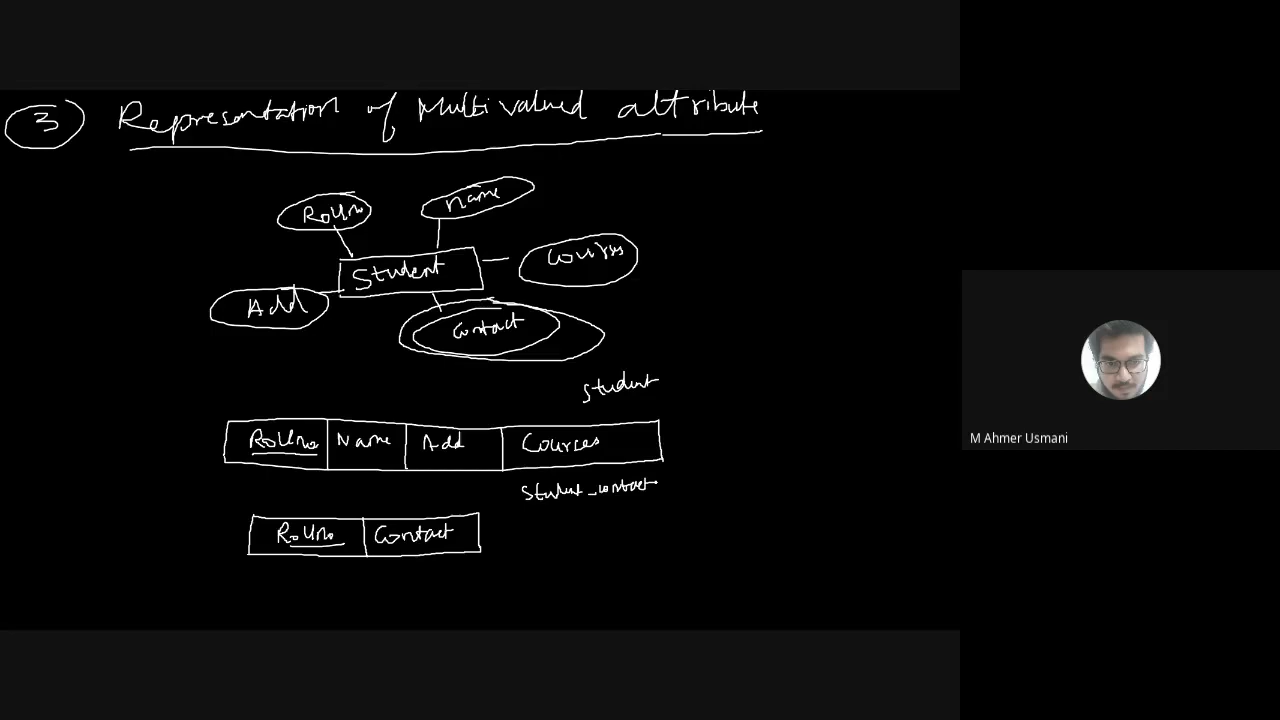 3 Representation of Multivalued attribute
Rollno
Name
Courses
Student
Add
Contact
Student
Rollno Name Add Courses
Student_contact
Rollno Contact
M Ahmer Usmani